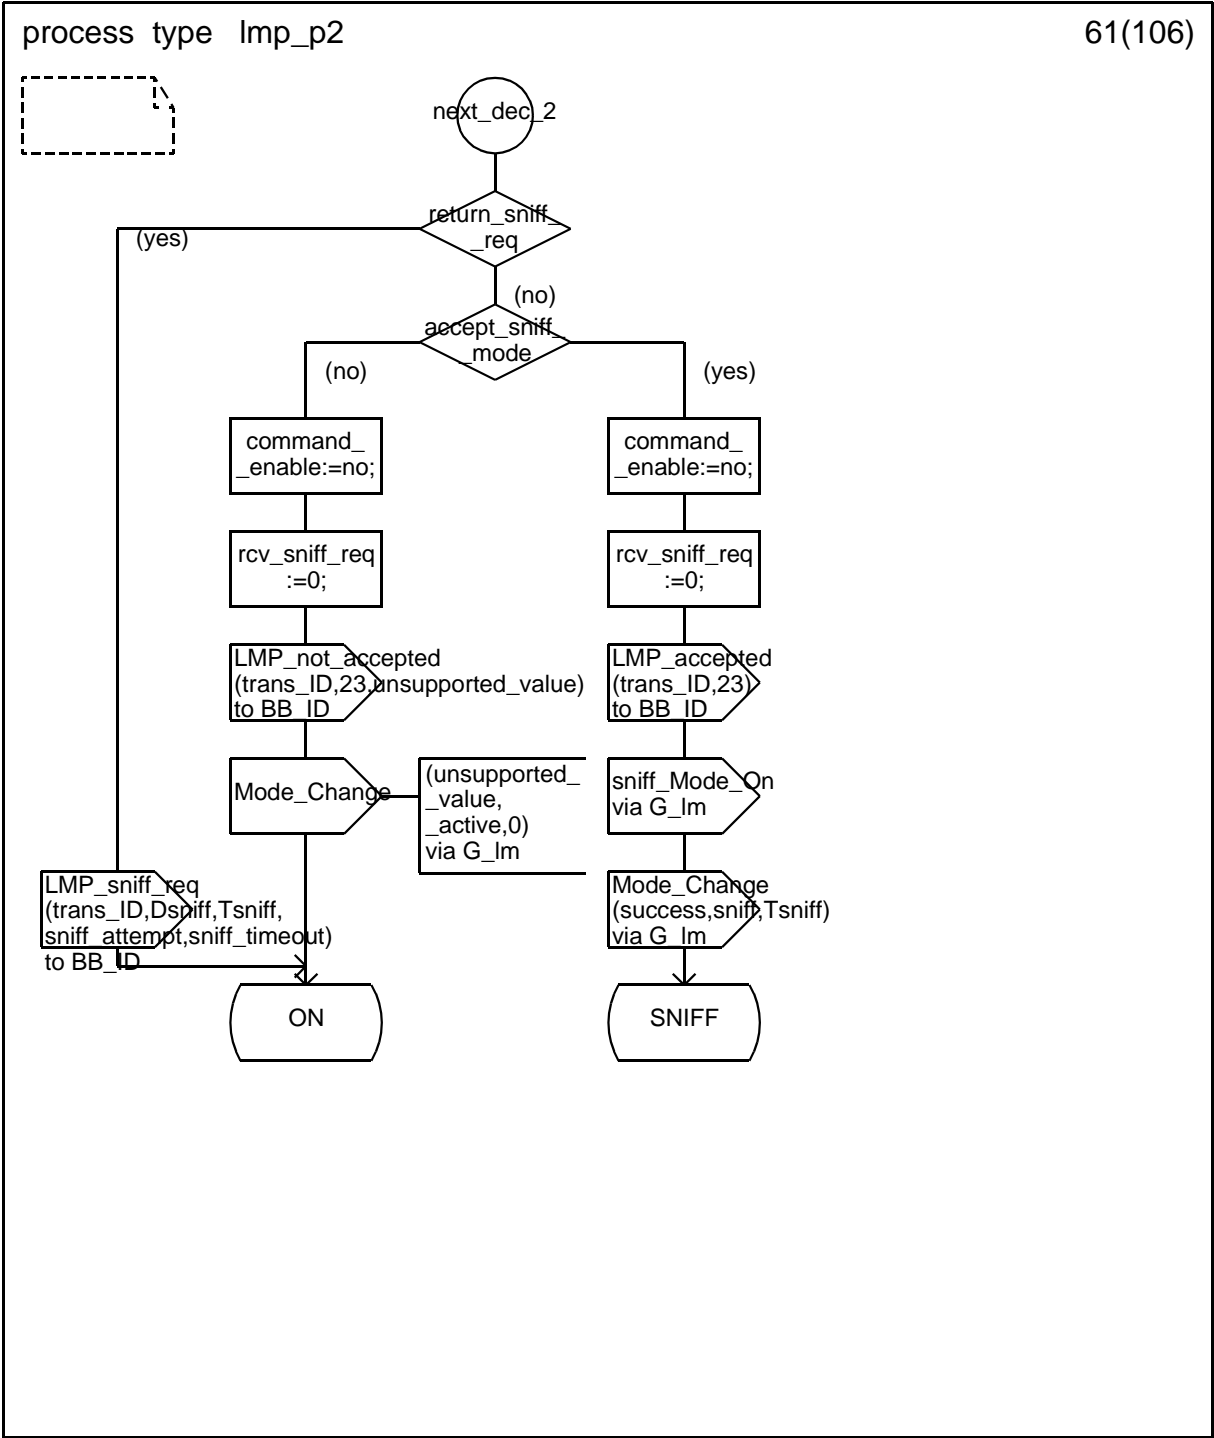 process type lmp_p2
61(106)
next_dec_2
return_sniff_
_req
(yes)
(no)
accept_sniff_
_mode
(no)
(yes)
command_
_enable:=no;
command_
_enable:=no;
rcv_sniff_req
:=0;
rcv_sniff_req
:=0;
LMP_not_accepted
(trans_ID,23,unsupported_value)
to BB_ID
LMP_accepted
(trans_ID,23)
to BB_ID
Mode_Change
(unsupported_
_value,
_active,0)
via G_lm
sniff_Mode_On
via G_lm
LMP_sniff_req
(trans_ID,Dsniff,Tsniff,
sniff_attempt,sniff_timeout)
to BB_ID
Mode_Change
(success,sniff,Tsniff)
via G_lm
ON
SNIFF